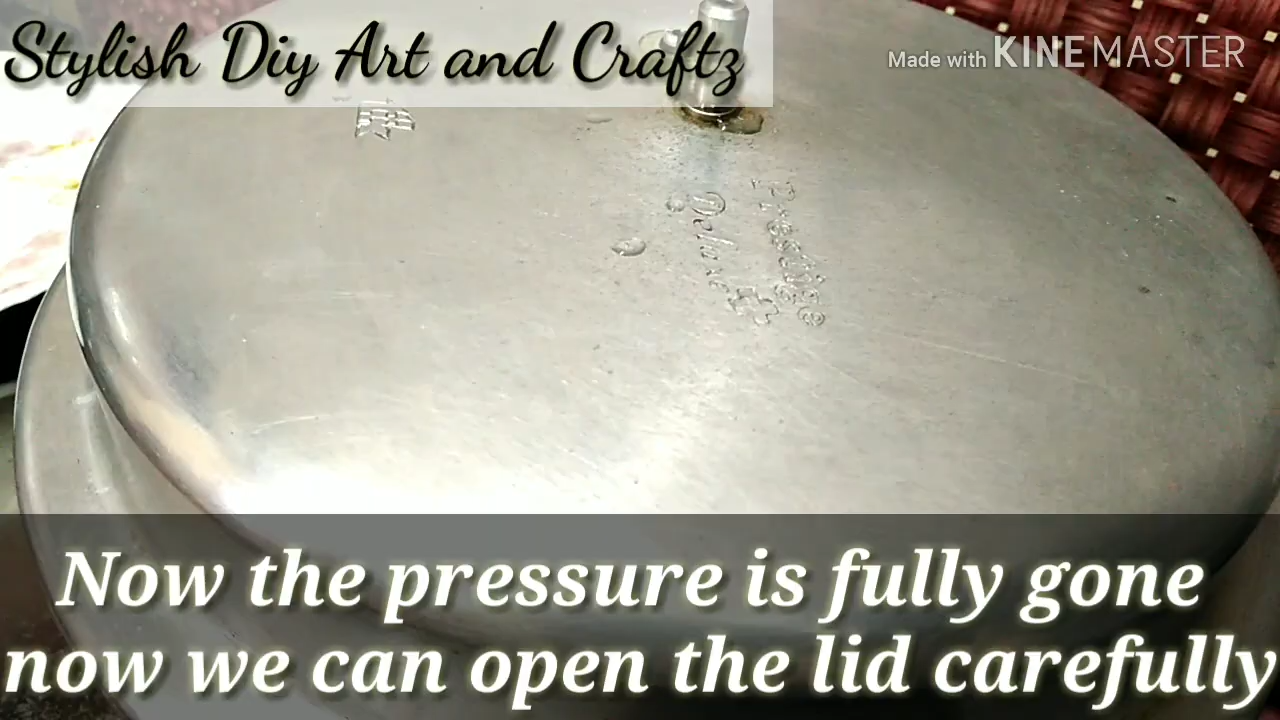 Stylish Diy Art and Craftz
Made with KINEMASTER
Prestige®
Deluxe
Now the pressure is fully gone
now we can open the lid carefully